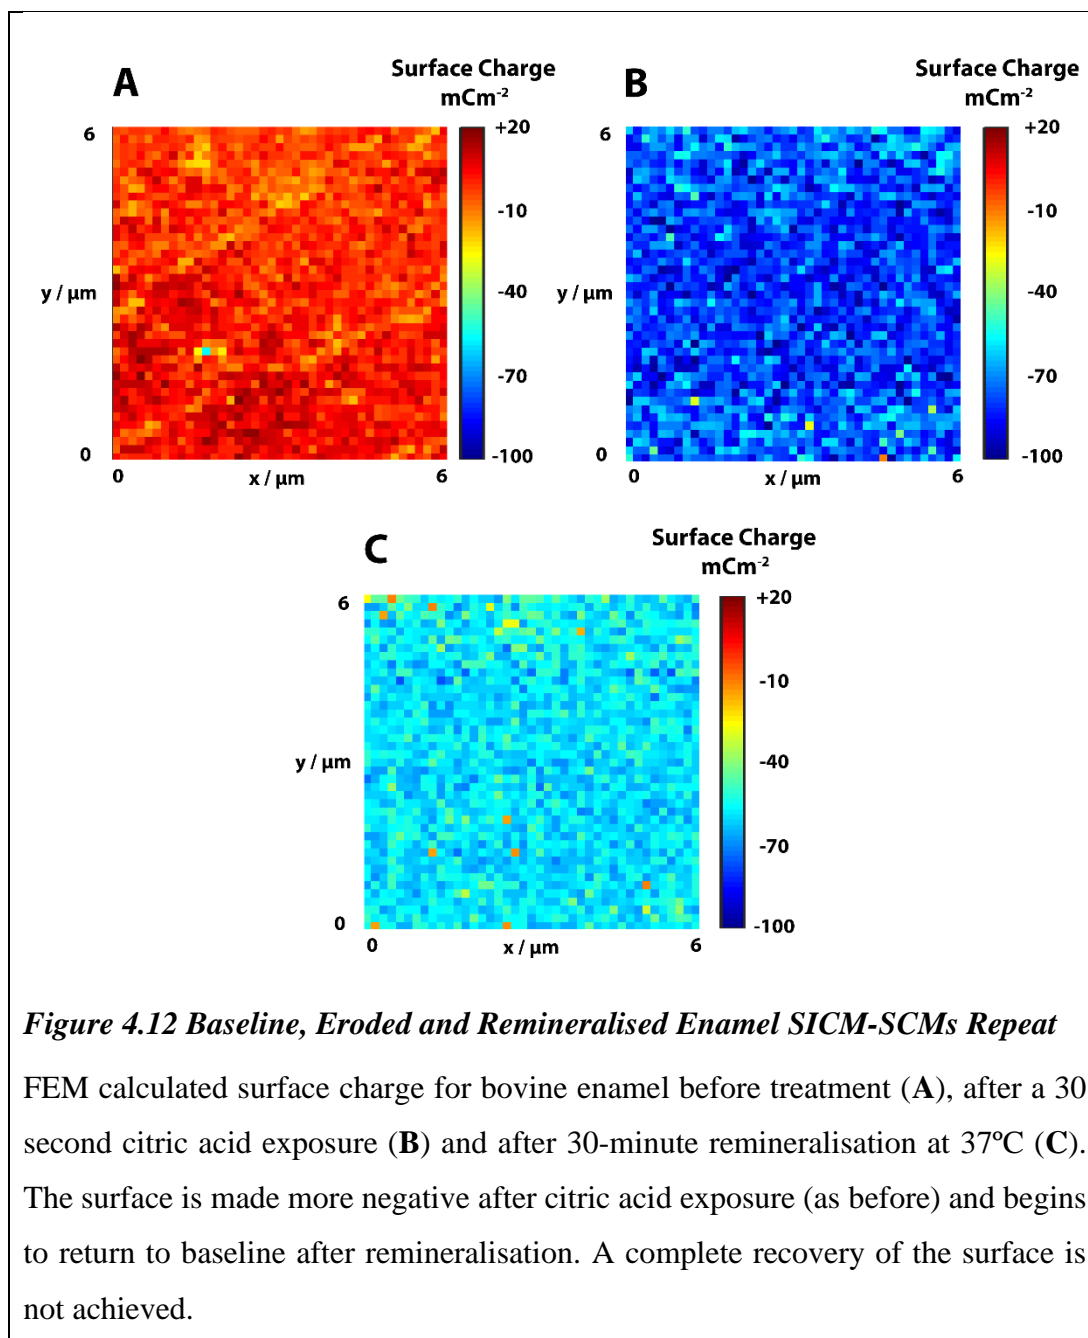 A
Surface Charge
mCm⁻²
6
y / µm
0
0
x / µm
6
+20
-10
-40
-70
-100
B
Surface Charge
mCm⁻²
6
y / µm
0
0
x / µm
6
+20
-10
-40
-70
-100
C
Surface Charge
mCm⁻²
6
y / µm
0
0
x / µm
6
+20
-10
-40
-70
-100
Figure 4.12 Baseline, Eroded and Remineralised Enamel SICM-SCMs Repeat
FEM calculated surface charge for bovine enamel before treatment (A), after a 30
second citric acid exposure (B) and after 30-minute remineralisation at 37ºC (C).
The surface is made more negative after citric acid exposure (as before) and begins
to return to baseline after remineralisation. A complete recovery of the surface is
not achieved.